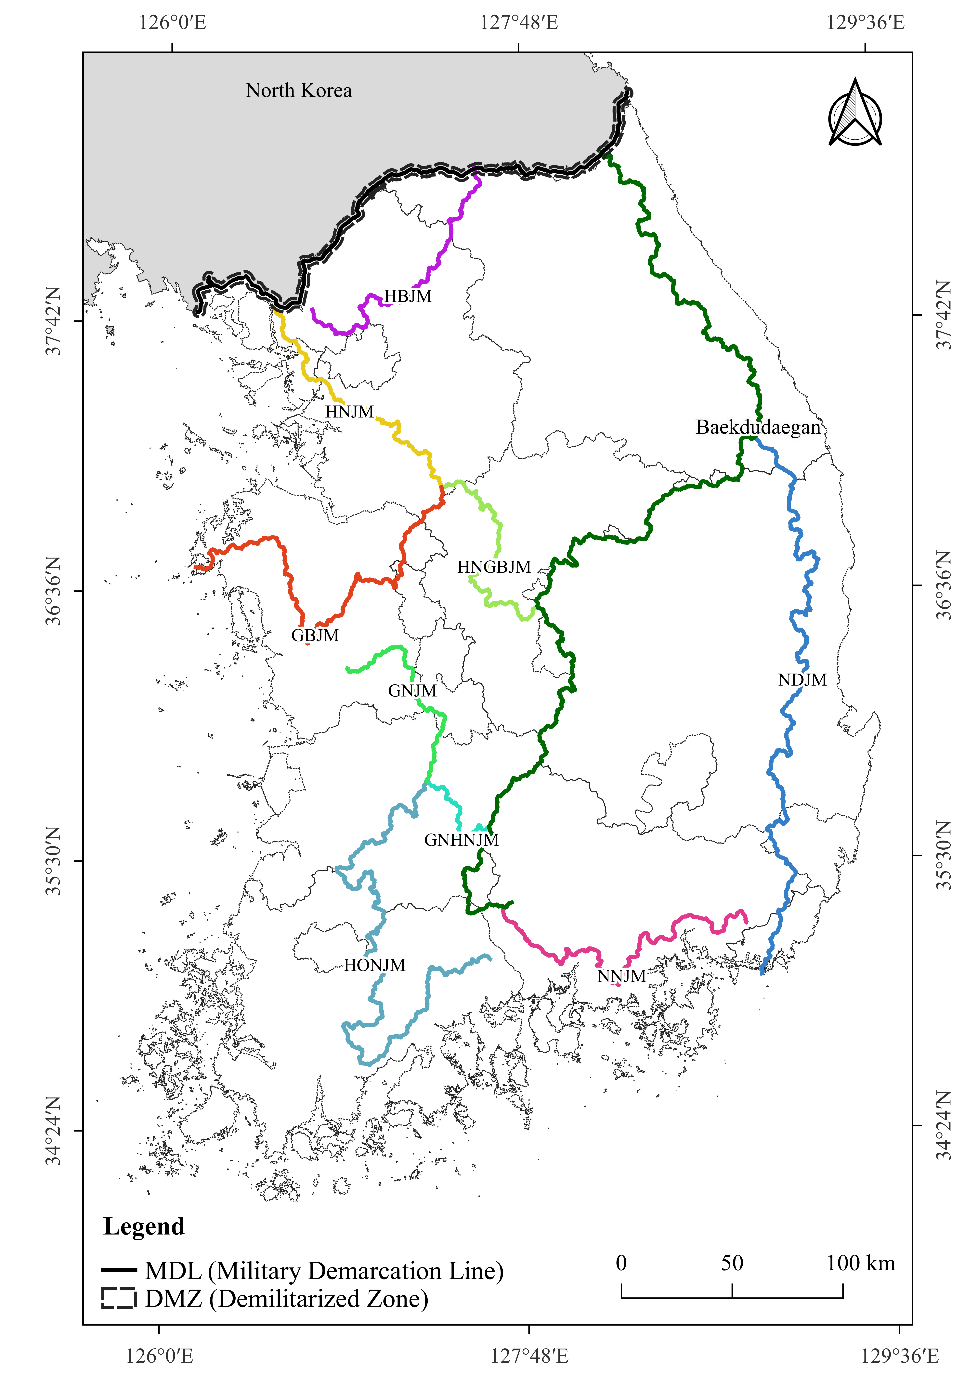 126°0′E 127°48′E 129°36′E
North Korea
37°42′N
37°42′N
HBJM
HNJM
Baekdudaegan
36°36′N
36°36′N
HNGBJM
GBJM
GNJM
NDJM
35°30′N
35°30′N
GNHNJM
HONJM
NNJM
34°24′N
34°24′N
Legend
MDL (Military Demarcation Line)
DMZ (Demilitarized Zone)
0 50 100 km
126°0′E 127°48′E 129°36′E